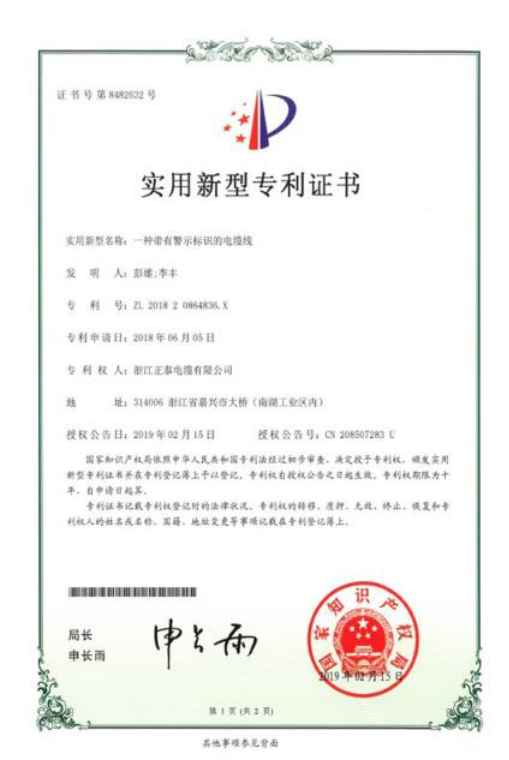 证书号第8482632号
实用新型专利证书
实用新型名称：一种带有警示标识的电缆线
发明人：彭雄;李丰
专利号：ZL 2018 2 0864836.X
专利申请日：2018年06月05日
专利权人：浙江正泰电缆有限公司
地址：314006 浙江省嘉兴市大桥（南湖工业区内）
授权公告日：2019年02月15日 授权公告号：CN 208507283 U
国家知识产权局依照中华人民共和国专利法经过初步审查，决定授予专利权，颁发实用
新型专利证书并在专利登记簿上予以登记。专利权自授权公告之日起生效。专利权期限为十
年，自申请日起算。
专利证书记载专利权登记时的法律状况。专利权的转移、质押、无效、终止、恢复和专
利权人的姓名或名称、国籍、地址变更等事项记载在专利登记簿上。
局长
申长雨
申长雨
国家知识产权局
2019年02月15日
第 1 页 (共 2 页)
其他事项参见背面